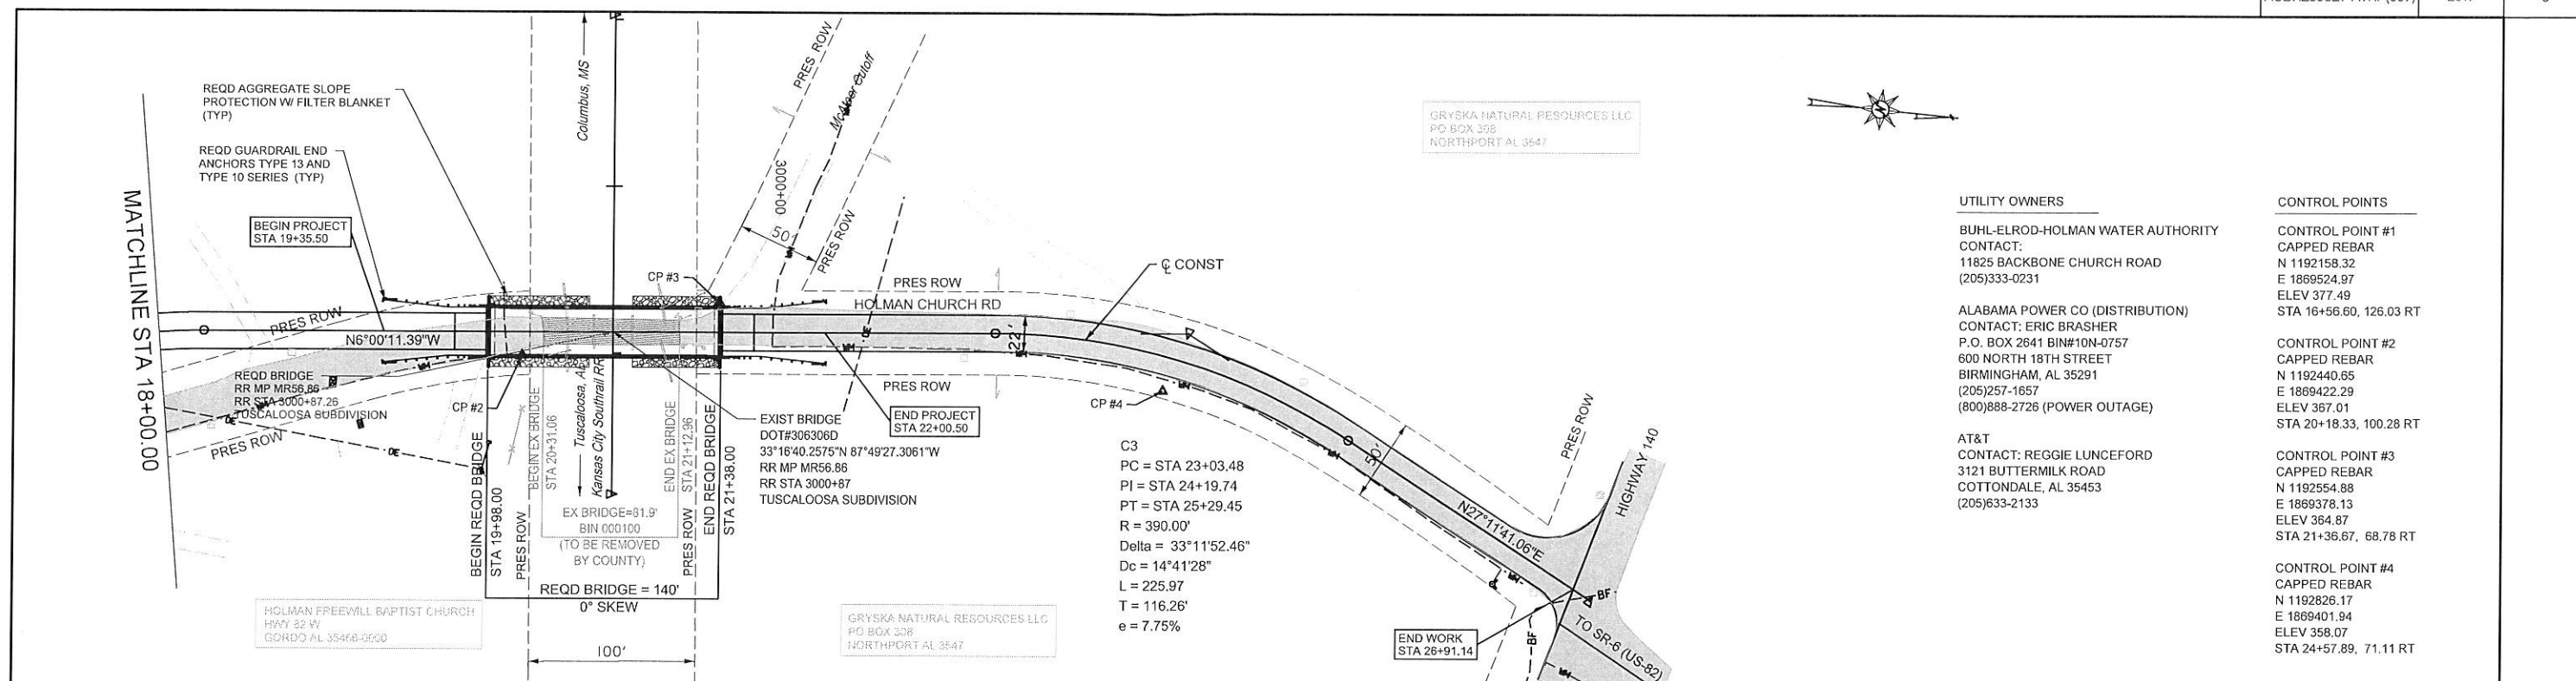 REQD AGGREGATE SLOPE
PROTECTION W/ FILTER BLANKET
(TYP)
REQD GUARDRAIL END
ANCHORS TYPE 13 AND
TYPE 10 SERIES (TYP)
BEGIN PROJECT
STA 19+35.50
MATCHLINE STA 18+00.00
Columbus, MS
PRES ROW
3000+00
50'
PRES ROW
GRYSKA NATURAL RESOURCES LLC
PO BOX 308
NORTHPORT AL 3547
N
CP #3
PRES ROW
HOLMAN CHURCH RD
℄ CONST
PRES ROW
N6°00'11.39"W
22'
PRES ROW
REQD BRIDGE
RR MP MR56.86
RR STA 3000+87.26
TUSCALOOSA SUBDIVISION
OE
OE
OE
PRES ROW
CP #2
BEGIN REQD BRIDGE
STA 19+98.00
PRES ROW
BEGIN EX BRIDGE
STA 20+31.06
Tuscaloosa, AL
Kansas City Southrail RR
END EX BRIDGE
STA 21+12.96
PRES ROW
END REQD BRIDGE
STA 21+38.00
EX BRIDGE=81.9'
BIN 000100
(TO BE REMOVED
BY COUNTY)
REQD BRIDGE = 140'
0° SKEW
100'
EXIST BRIDGE
DOT#306306D
33°16'40.2575"N 87°49'27.3061"W
RR MP MR56.86
RR STA 3000+87
TUSCALOOSA SUBDIVISION
END PROJECT
STA 22+00.50
CP #4
C3
PC = STA 23+03.48
PI = STA 24+19.74
PT = STA 25+29.45
R = 390.00'
Delta = 33°11'52.46"
Dc = 14°41'28"
L = 225.97
T = 116.26'
e = 7.75%
50'
PRES ROW
HIGHWAY 140
N27°11'41.06"E
BF
BF
TO SR-6 (US-82)
END WORK
STA 26+91.14
HOLMAN FREEWILL BAPTIST CHURCH
HWY 82 W
GORDO AL 35466-0000
GRYSKA NATURAL RESOURCES LLC
PO BOX 308
NORTHPORT AL 3547
UTILITY OWNERS
BUHL-ELROD-HOLMAN WATER AUTHORITY
CONTACT:
11825 BACKBONE CHURCH ROAD
(205)333-0231
ALABAMA POWER CO (DISTRIBUTION)
CONTACT: ERIC BRASHER
P.O. BOX 2641 BIN#10N-0757
600 NORTH 18TH STREET
BIRMINGHAM, AL 35291
(205)257-1657
(800)888-2726 (POWER OUTAGE)
AT&T
CONTACT: REGGIE LUNCEFORD
3121 BUTTERMILK ROAD
COTTONDALE, AL 35453
(205)633-2133
CONTROL POINTS
CONTROL POINT #1
CAPPED REBAR
N 1192158.32
E 1869524.97
ELEV 377.49
STA 16+56.60, 126.03 RT
CONTROL POINT #2
CAPPED REBAR
N 1192440.65
E 1869422.29
ELEV 367.01
STA 20+18.33, 100.28 RT
CONTROL POINT #3
CAPPED REBAR
N 1192554.88
E 1869378.13
ELEV 364.87
STA 21+36.67, 68.78 RT
CONTROL POINT #4
CAPPED REBAR
N 1192826.17
E 1869401.94
ELEV 358.07
STA 24+57.89, 71.11 RT